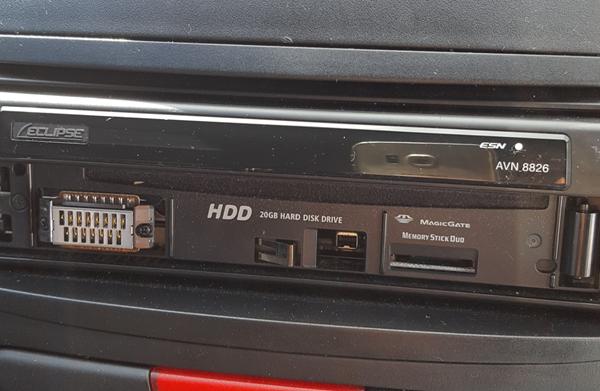 ECLIPSE
ESN
AVN 8826
HDD 20GB HARD DISK DRIVE
MAGICGATE
MEMORY STICK DUO